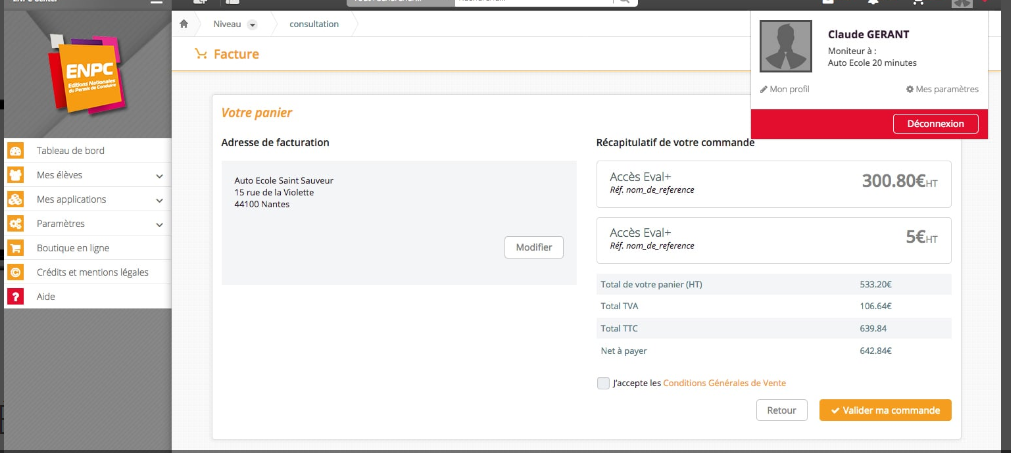 Niveau
consultation
Facture
Claude GERANT
Moniteur à :
Auto Ecole 20 minutes
Mon profil
Mes paramètres
Déconnexion
ENPC
Editions Nationales
du Permis de Conduire
Tableau de bord
Mes élèves
Mes applications
Paramètres
Boutique en ligne
Crédits et mentions légales
? Aide
Votre panier
Adresse de facturation
Auto Ecole Saint Sauveur
15 rue de la Violette
44100 Nantes
Modifier
Récapitulatif de votre commande
Accès Eval+
Réf. nom_de_reference
300.80€HT
Accès Eval+
Réf. nom_de_reference
5€HT
Total de votre panier (HT) 533.20€
Total TVA 106.64€
Total TTC 639.84
Net à payer 642.84€
J'accepte les Conditions Générales de Vente
Retour
Valider ma commande